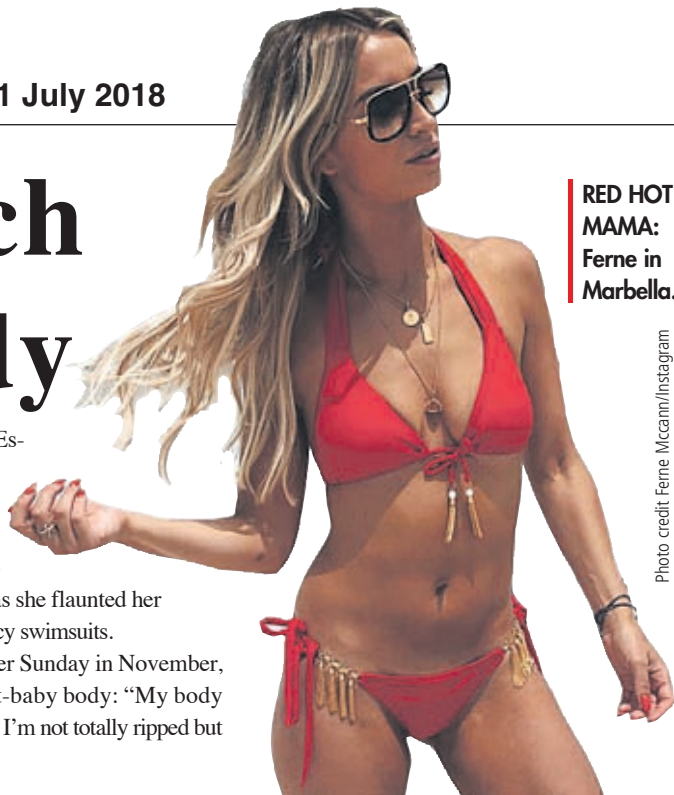 1 July 2018
ch
ly
Es-
s she flaunted her
cy swimsuits.
er Sunday in November,
t-baby body: “My body
I’m not totally ripped but
RED HOT
MAMA:
Ferne in
Marbella.
Photo credit Ferne Mccann/Instagram